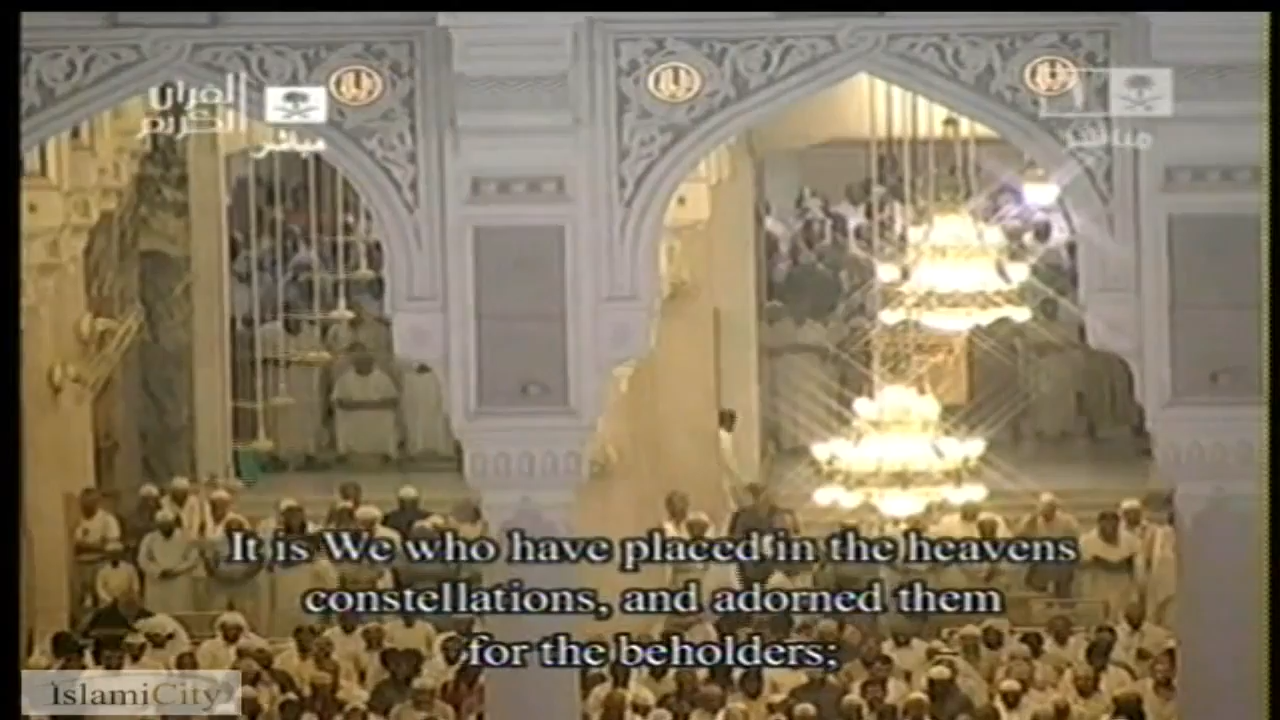 القرآن
الكريم
مباشر
مباشر
It is We who have placed in the heavens
constellations, and adorned them
for the beholders;
IslamiCity